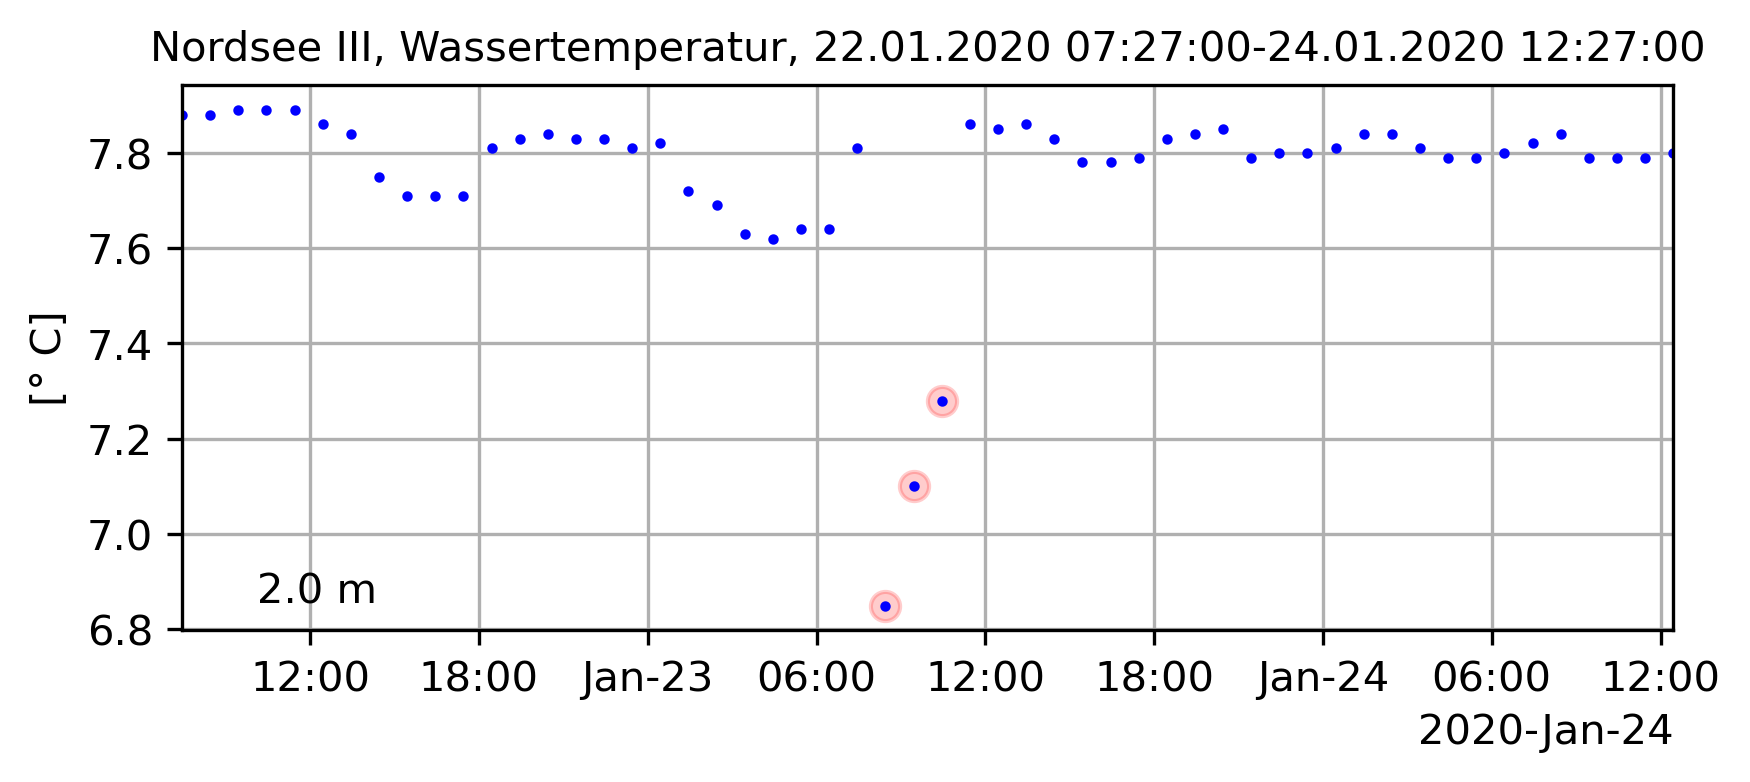 Nordsee III, Wassertemperatur, 22.01.2020 07:27:00-24.01.2020 12:27:00
7.8
7.6
7.4
7.2
7.0
6.8
[° C]
2.0 m
12:00 18:00 Jan-23 06:00 12:00 18:00 Jan-24 06:00 12:00
2020-Jan-24